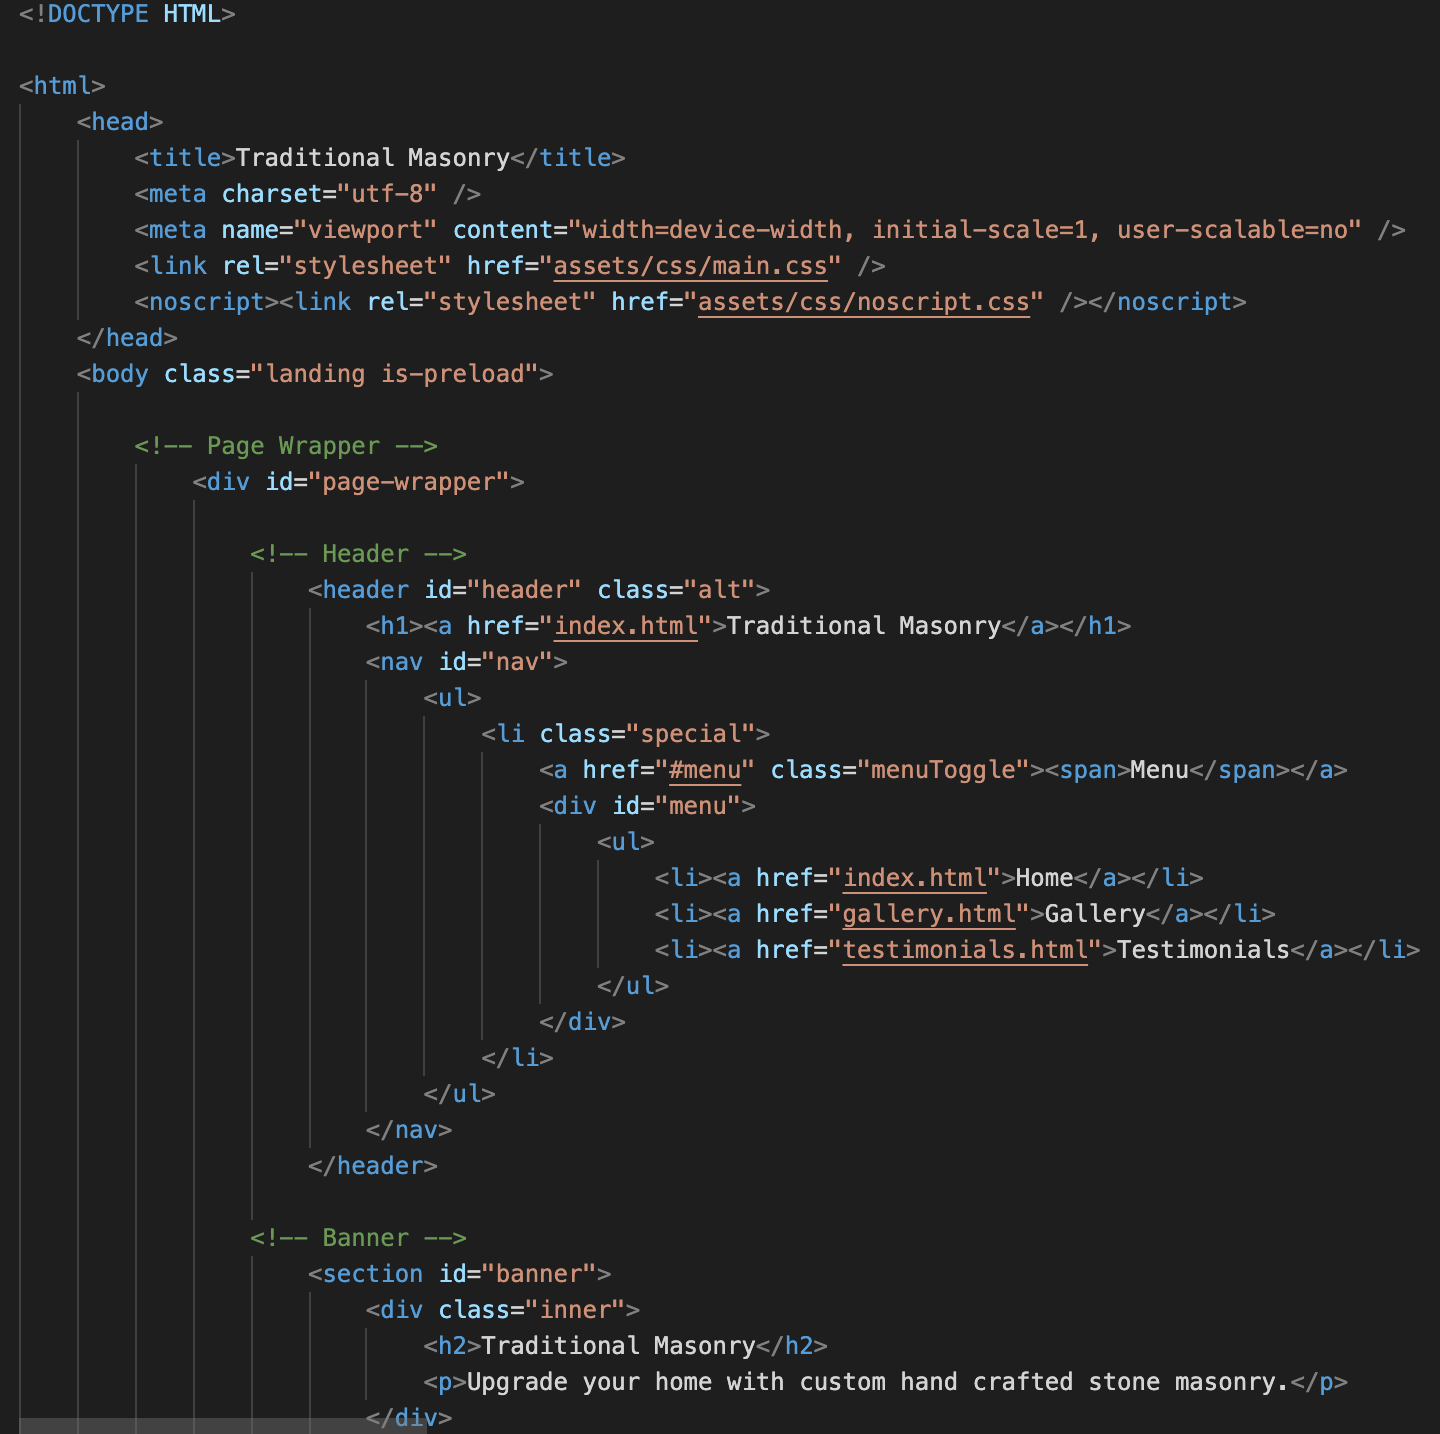 <!DOCTYPE HTML>
<html>
<head>
<title>Traditional Masonry</title>
<meta charset="utf-8" />
<meta name="viewport" content="width=device-width, initial-scale=1, user-scalable=no" />
<link rel="stylesheet" href="assets/css/main.css" />
<noscript><link rel="stylesheet" href="assets/css/noscript.css" /></noscript>
</head>
<body class="landing is-preload">
<!-- Page Wrapper -->
<div id="page-wrapper">
<!-- Header -->
<header id="header" class="alt">
<h1><a href="index.html">Traditional Masonry</a></h1>
<nav id="nav">
<ul>
<li class="special">
<a href="#menu" class="menuToggle"><span>Menu</span></a>
<div id="menu">
<ul>
<li><a href="index.html">Home</a></li>
<li><a href="gallery.html">Gallery</a></li>
<li><a href="testimonials.html">Testimonials</a></li>
</ul>
</div>
</li>
</ul>
</nav>
</header>
<!-- Banner -->
<section id="banner">
<div class="inner">
<h2>Traditional Masonry</h2>
<p>Upgrade your home with custom hand crafted stone masonry.</p>
</div>